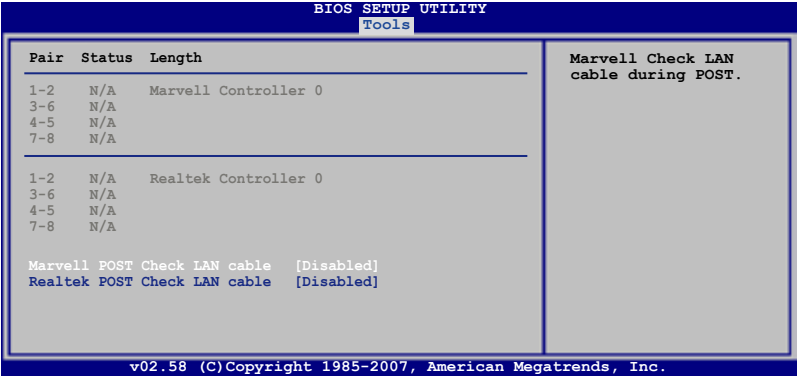 BIOS SETUP UTILITY
Tools
Pair Status Length
1-2 N/A Marvell Controller 0
3-6 N/A
4-5 N/A
7-8 N/A
1-2 N/A Realtek Controller 0
3-6 N/A
4-5 N/A
7-8 N/A
Marvell POST Check LAN cable [Disabled]
Realtek POST Check LAN cable [Disabled]
Marvell Check LAN
cable during POST.
v02.58 (C)Copyright 1985-2007, American Megatrends, Inc.